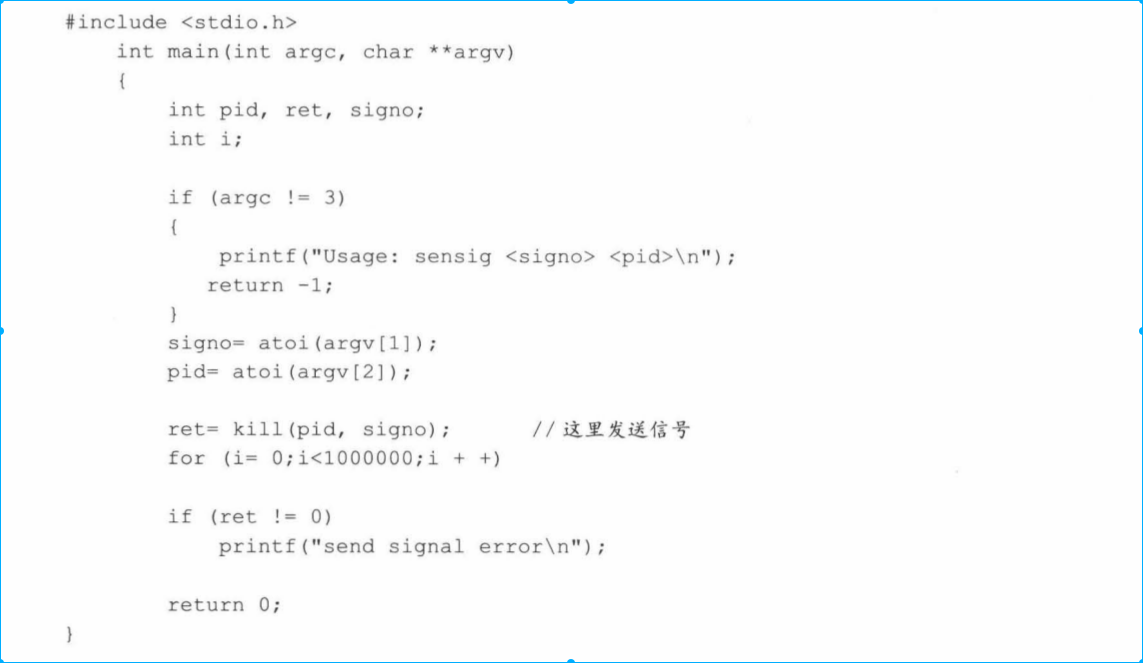 #include <stdio.h>
int main(int argc, char **argv)
{
int pid, ret, signo;
int i;
if (argc != 3)
{
printf("Usage: sensig <signo> <pid>\n");
return -1;
}
signo= atoi(argv[1]);
pid= atoi(argv[2]);
ret= kill(pid, signo); //这里发送信号
for (i= 0;i<1000000;i + +)
if (ret != 0)
printf("send signal error\n");
return 0;
}